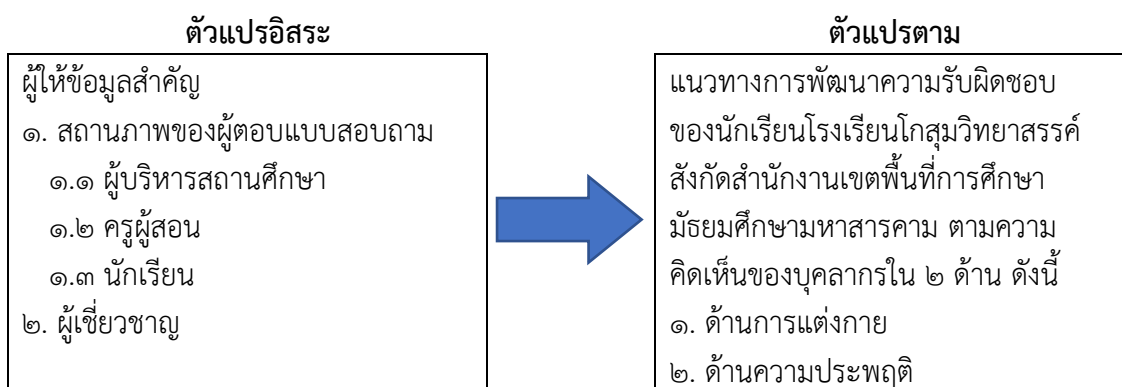 ตัวแปรอิสระ
ผู้ให้ข้อมูลสำคัญ
๑. สถานภาพของผู้ตอบแบบสอบถาม
๑.๑ ผู้บริหารสถานศึกษา
๑.๒ ครูผู้สอน
๑.๓ นักเรียน
๒. ผู้เชี่ยวชาญ
ตัวแปรตาม
แนวทางการพัฒนาความรับผิดชอบ
ของนักเรียนโรงเรียนโกสุมวิทยาสรรค์
สังกัดสำนักงานเขตพื้นที่การศึกษา
มัธยมศึกษามหาสารคาม ตามความ
คิดเห็นของบุคลากรใน ๒ ด้าน ดังนี้
๑. ด้านการแต่งกาย
๒. ด้านความประพฤติ